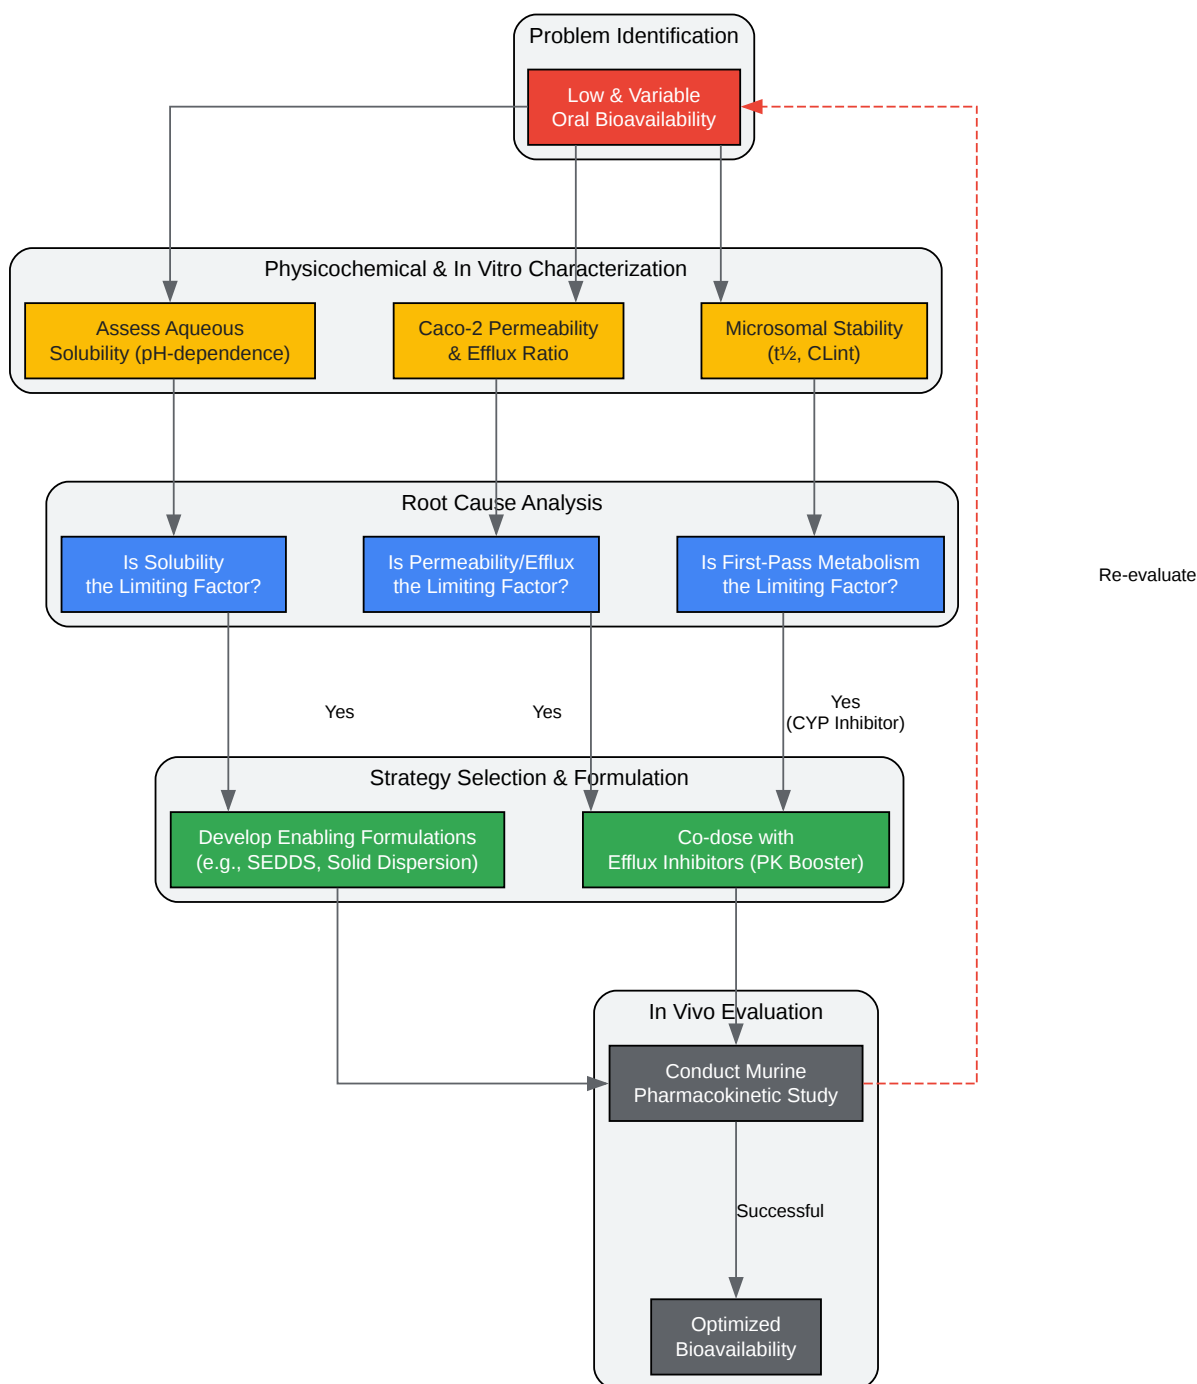 Problem Identification
Low & Variable
Oral Bioavailability
Physicochemical & In Vitro Characterization
Assess Aqueous
Solubility (pH-dependence)
Caco-2 Permeability
& Efflux Ratio
Microsomal Stability
(t½, CLint)
Root Cause Analysis
Is Solubility
the Limiting Factor?
Is Permeability/Efflux
the Limiting Factor?
Is First-Pass Metabolism
the Limiting Factor?
Re-evaluate
Yes
Yes
Yes
(CYP Inhibitor)
Strategy Selection & Formulation
Develop Enabling Formulations
(e.g., SEDDS, Solid Dispersion)
Co-dose with
Efflux Inhibitors (PK Booster)
In Vivo Evaluation
Conduct Murine
Pharmacokinetic Study
Successful
Optimized
Bioavailability